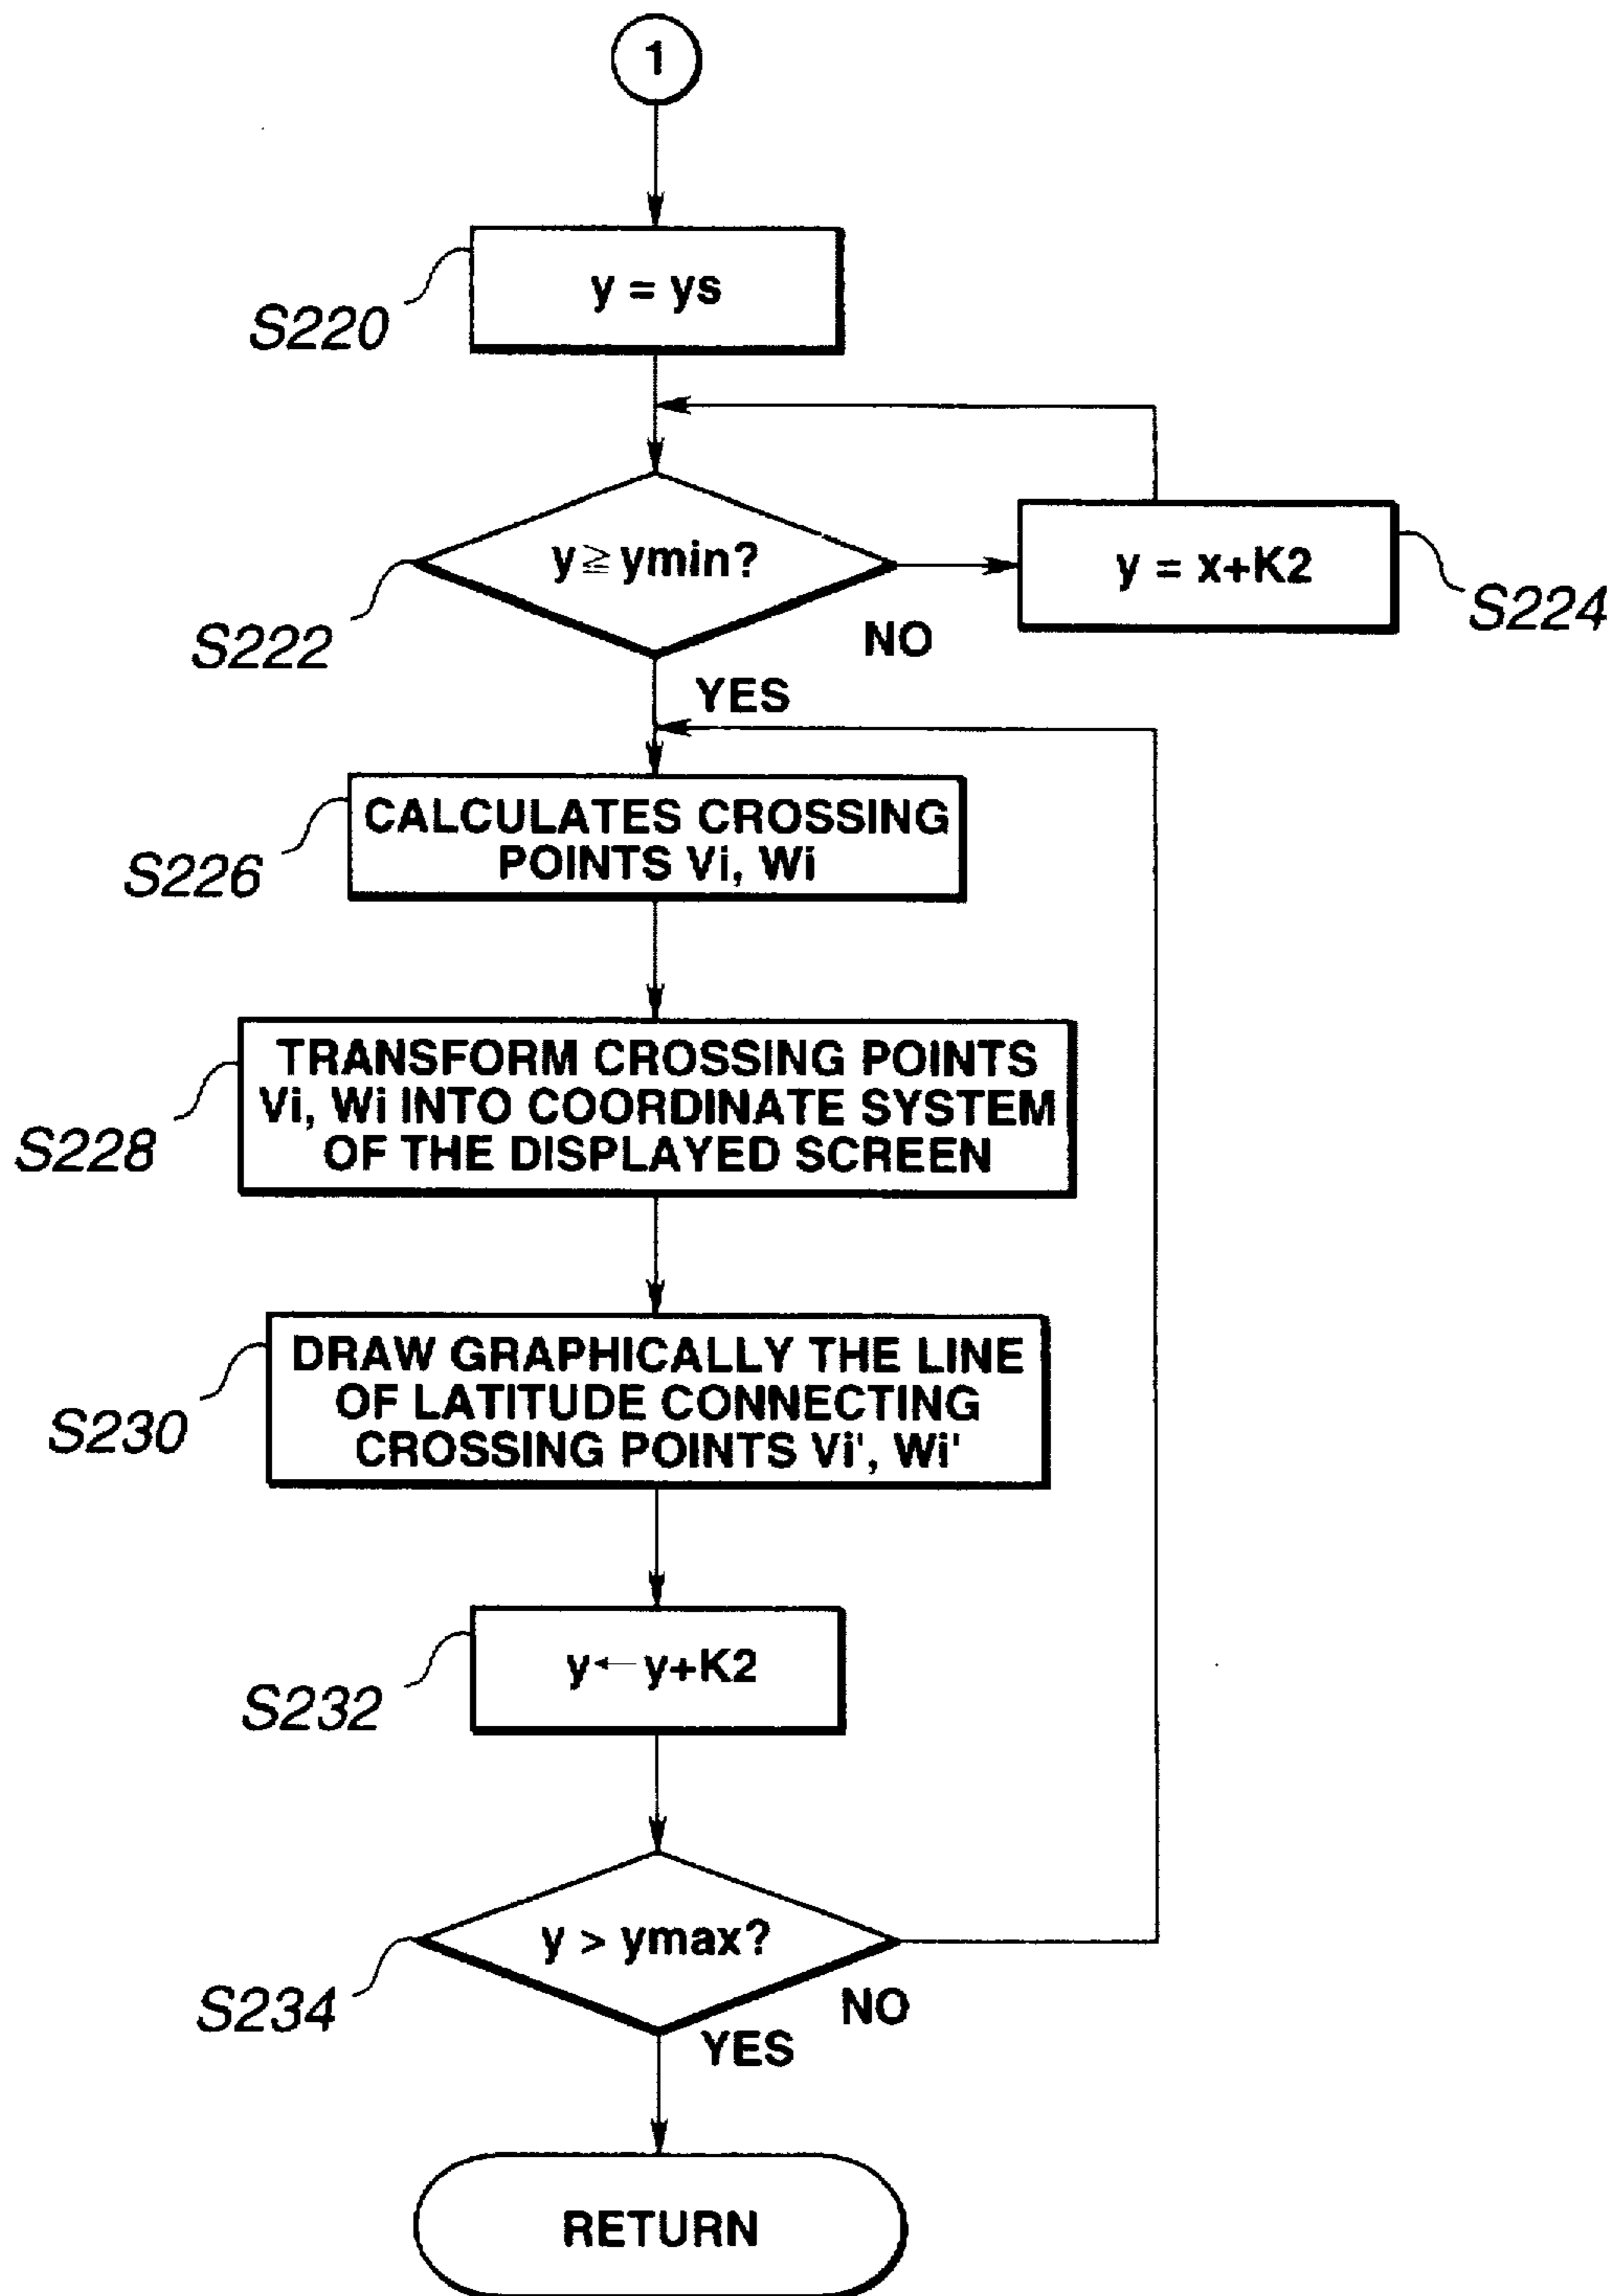 1
y = ys
S220
y ≧ ymin?
S222
NO
y = x+K2
S224
YES
CALCULATES CROSSING
POINTS Vi, Wi
S226
TRANSFORM CROSSING POINTS
Vi, Wi INTO COORDINATE SYSTEM
OF THE DISPLAYED SCREEN
S228
DRAW GRAPHICALLY THE LINE
OF LATITUDE CONNECTING
CROSSING POINTS Vi', Wi'
S230
y ← y+K2
S232
y > ymax?
S234
NO
YES
RETURN